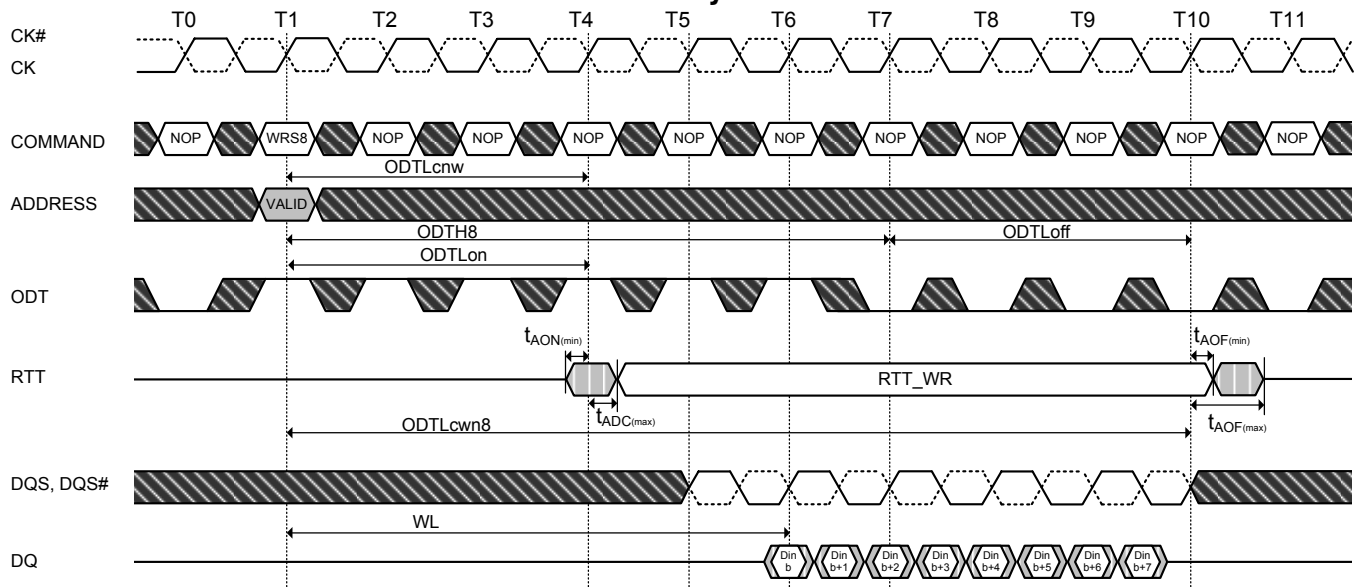 T0 T1 T2 T3 T4 T5 T6 T7 T8 T9 T10 T11
CK#
CK
COMMAND NOP WRS8 NOP NOP NOP NOP NOP NOP NOP NOP NOP NOP
ODTLcnw
ADDRESS VALID
ODTH8 ODTLoff
ODTLon
ODT
tAON(min) tAOF(min)
RTT RTT_WR
tADC(max) tAOF(max)
ODTLcwn8
DQS, DQS#
WL
DQ Din b Din b+1 Din b+2 Din b+3 Din b+4 Din b+5 Din b+6 Din b+7